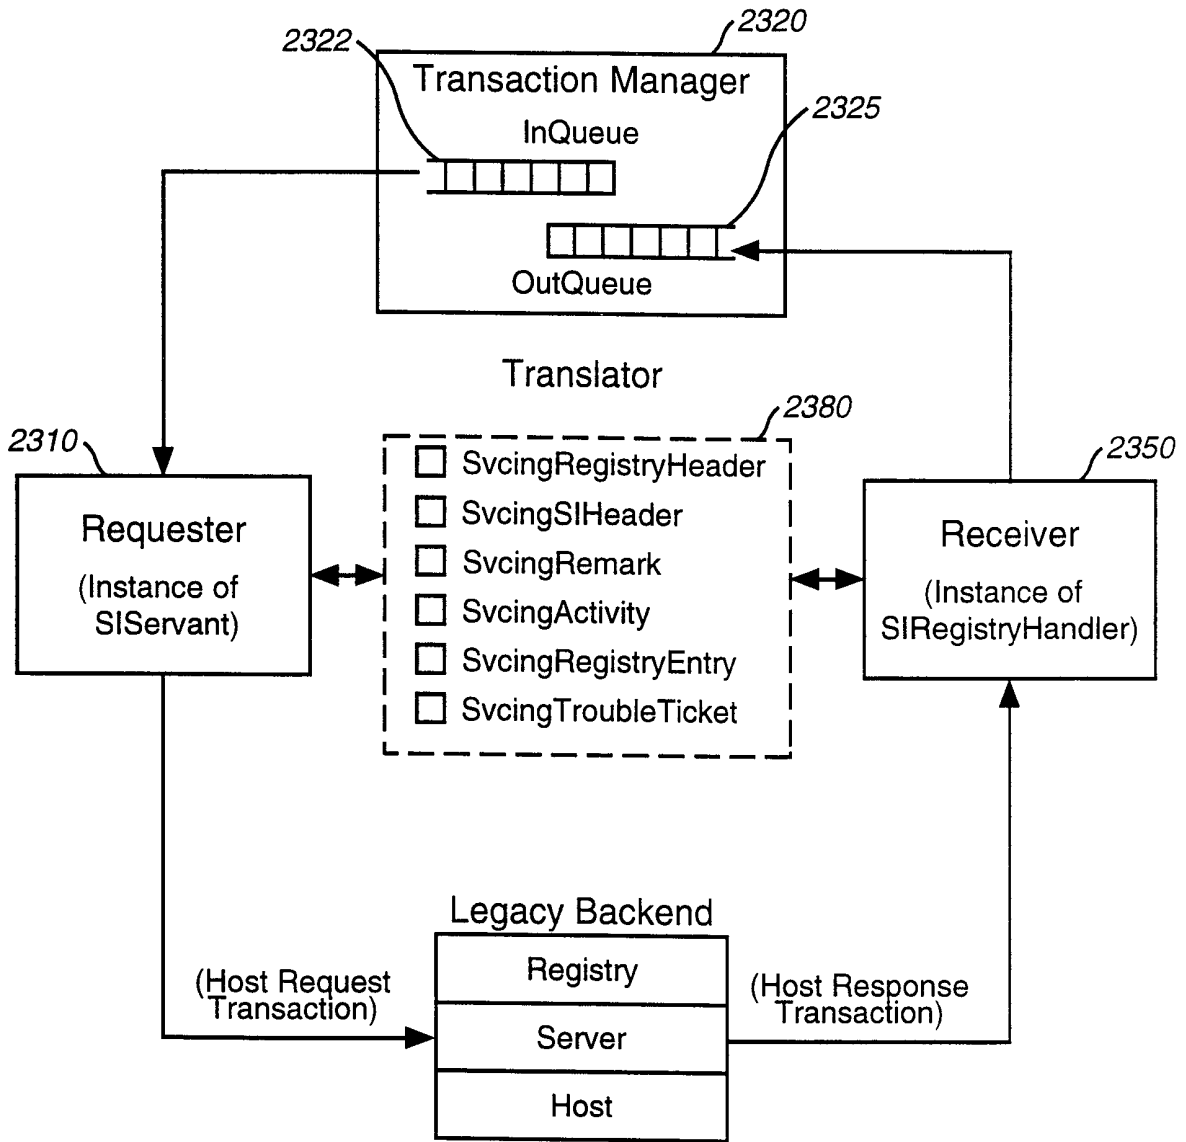 2322
2320
Transaction Manager
2325
InQueue
OutQueue
Translator
2310
2380
2350
Requester
(Instance of
SIServant)
SvcingRegistryHeader
SvcingSIHeader
SvcingRemark
SvcingActivity
SvcingRegistryEntry
SvcingTroubleTicket
Receiver
(Instance of
SIRegistryHandler)
Legacy Backend
Registry
Server
Host
(Host Request
Transaction)
(Host Response
Transaction)